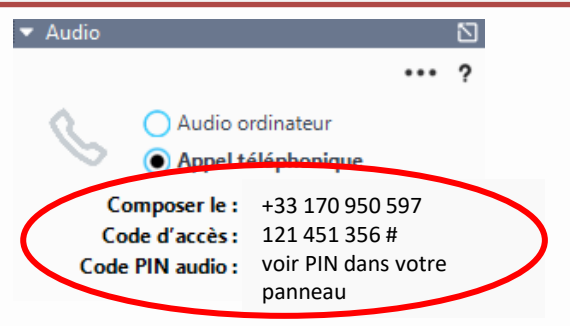 Audio
... ?
Audio ordinateur
Appel téléphonique
Composer le : +33 170 950 597
Code d'accès : 121 451 356 #
Code PIN audio : voir PIN dans votre
panneau